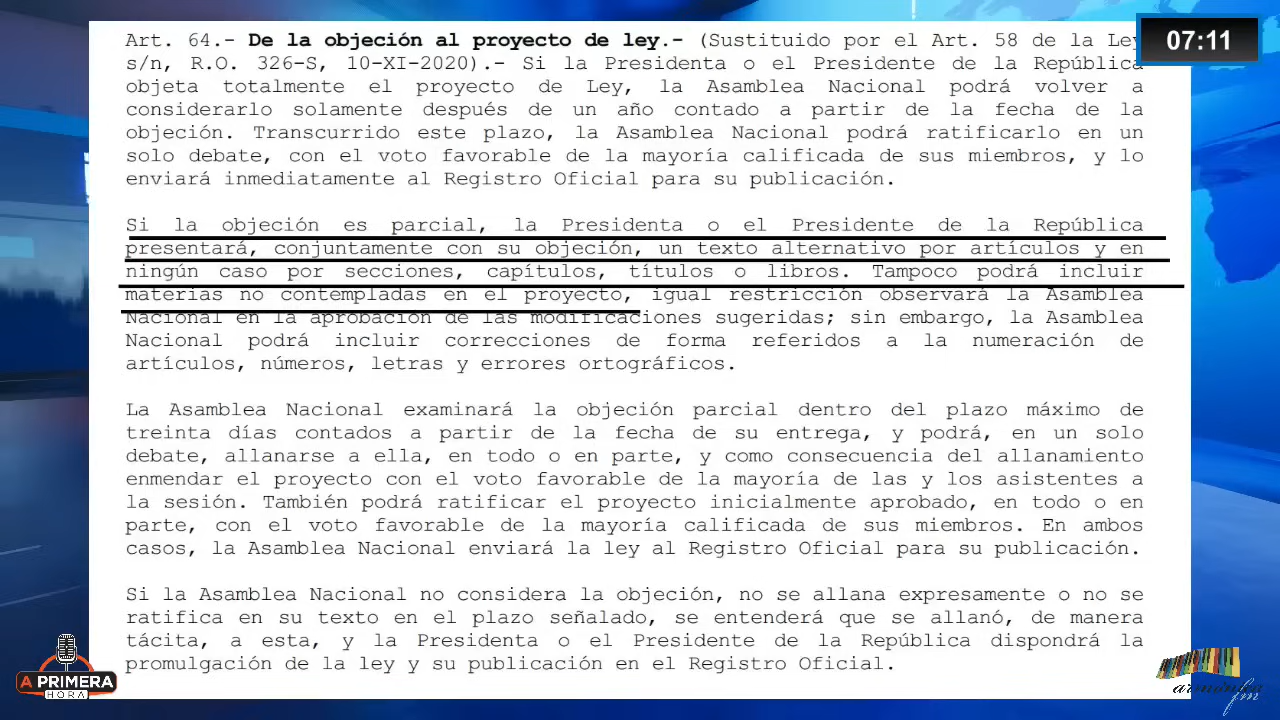 Art. 64.- De la objeción al proyecto de ley.- (Sustituido por el Art. 58 de la Ley
07:11
s/n, R.O. 326-S, 10-XI-2020).- Si la Presidenta o el Presidente de la República
objeta totalmente el proyecto de Ley, la Asamblea Nacional podrá volver a
considerarlo solamente después de un año contado a partir de la fecha de la
objeción. Transcurrido este plazo, la Asamblea Nacional podrá ratificarlo en un
solo debate, con el voto favorable de la mayoría calificada de sus miembros, y lo
enviará inmediatamente al Registro Oficial para su publicación.
Si la objeción es parcial, la Presidenta o el Presidente de la República
presentará, conjuntamente con su objeción, un texto alternativo por artículos y en
ningún caso por secciones, capítulos, títulos o libros. Tampoco podrá incluir
materias no contempladas en el proyecto, igual restricción observará la Asamblea
Nacional en la aprobación de las modificaciones sugeridas; sin embargo, la Asamblea
Nacional podrá incluir correcciones de forma referidos a la numeración de
artículos, números, letras y errores ortográficos.
La Asamblea Nacional examinará la objeción parcial dentro del plazo máximo de
treinta días contados a partir de la fecha de su entrega, y podrá, en un solo
debate, allanarse a ella, en todo o en parte, y como consecuencia del allanamiento
enmendar el proyecto con el voto favorable de la mayoría de las y los asistentes a
la sesión. También podrá ratificar el proyecto inicialmente aprobado, en todo o en
parte, con el voto favorable de la mayoría calificada de sus miembros. En ambos
casos, la Asamblea Nacional enviará la ley al Registro Oficial para su publicación.
Si la Asamblea Nacional no considera la objeción, no se allana expresamente o no se
ratifica en su texto en el plazo señalado, se entenderá que se allanó, de manera
tácita, a esta, y la Presidenta o el Presidente de la República dispondrá la
promulgación de la ley y su publicación en el Registro Oficial.
A PRIMERA
HORA
armónica
fm